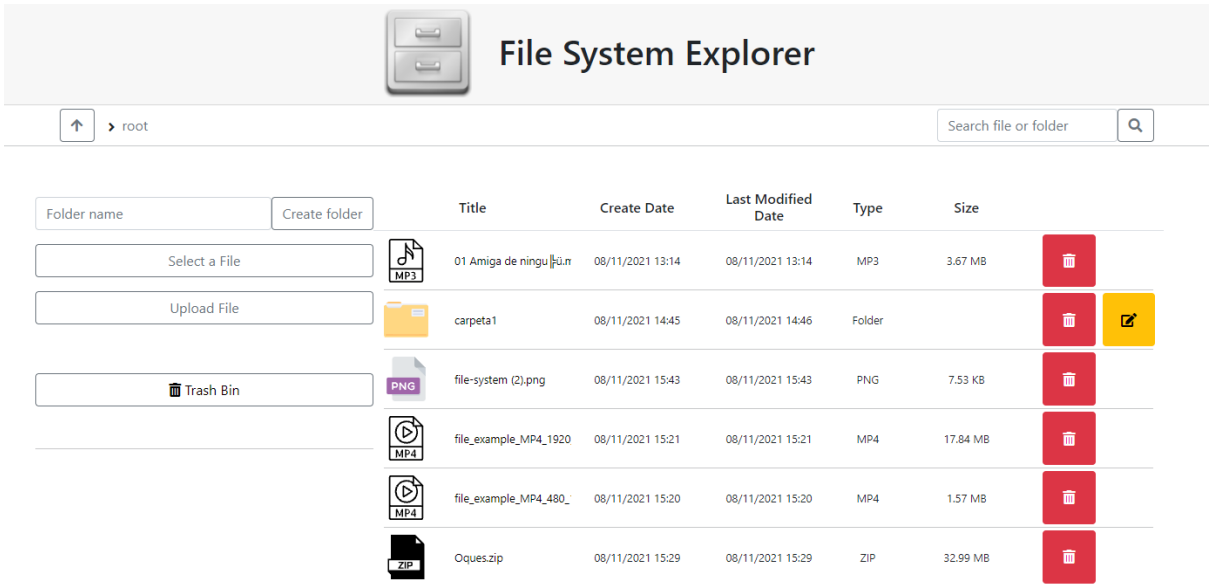 File System Explorer
root
Search file or folder
Folder name
Create folder
Select a File
Upload File
Trash Bin
Title Create Date Last Modified Date Type Size
MP3 01 Amiga de ningu╠ü.m 08/11/2021 13:14 08/11/2021 13:14 MP3 3.67 MB
carpeta1 08/11/2021 14:45 08/11/2021 14:46 Folder
PNG file-system (2).png 08/11/2021 15:43 08/11/2021 15:43 PNG 7.53 KB
MP4 file_example_MP4_1920 08/11/2021 15:21 08/11/2021 15:21 MP4 17.84 MB
MP4 file_example_MP4_480_ 08/11/2021 15:20 08/11/2021 15:20 MP4 1.57 MB
ZIP Oques.zip 08/11/2021 15:29 08/11/2021 15:29 ZIP 32.99 MB